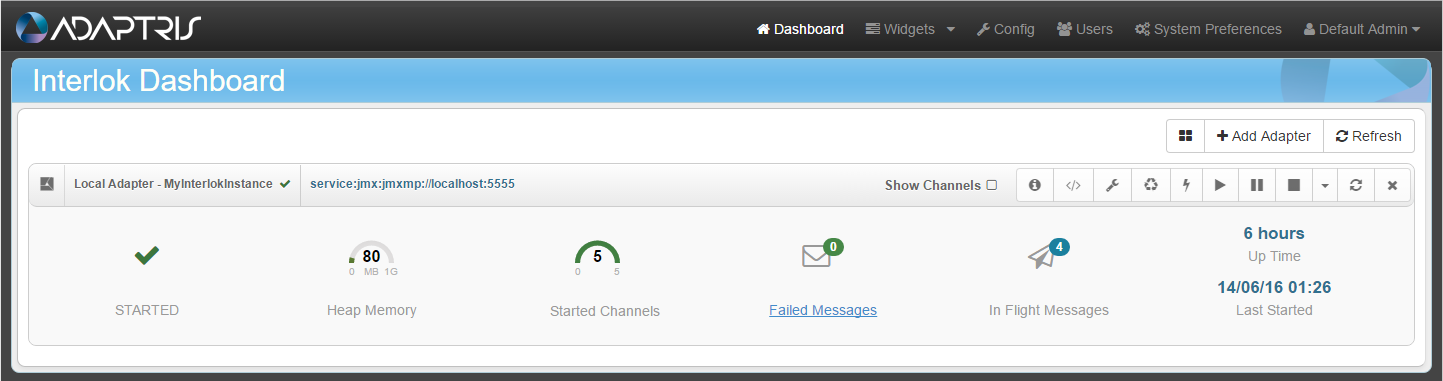 ADAPTRIS
Dashboard Widgets Config Users System Preferences Default Admin
Interlok Dashboard
Add Adapter Refresh
Local Adapter - MyInterlokInstance service:jmx:jmxmp://localhost:5555 Show Channels
80
0 MB 1G
5
0 5
0
4
6 hours
Up Time
14/06/16 01:26
Last Started
STARTED Heap Memory Started Channels Failed Messages In Flight Messages